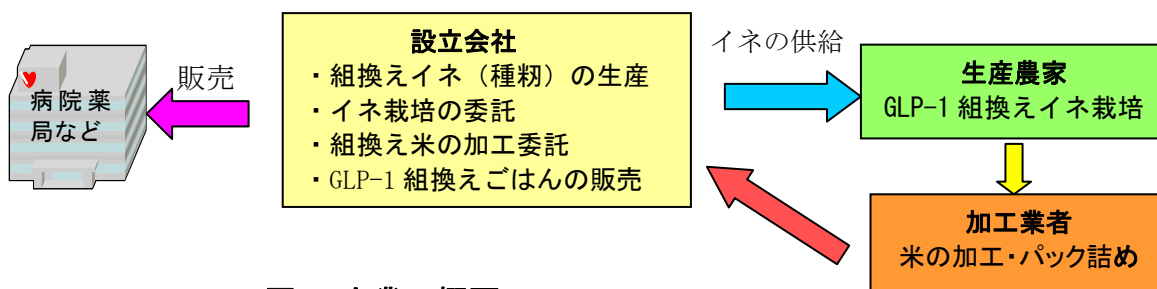 設立会社
・組換えイネ（種籾）の生産
・イネ栽培の委託
・組換え米の加工委託
・GLP-1 組換えごはんの販売
販売
病院薬
局など
イネの供給
生産農家
GLP-1 組換えイネ栽培
加工業者
米の加工・パック詰め